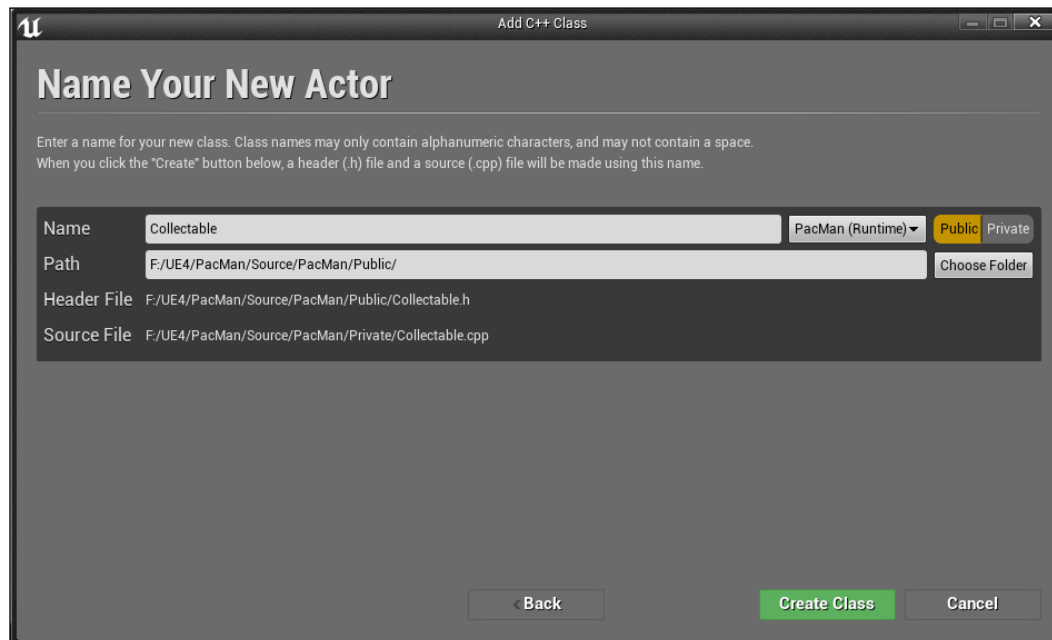 Add C++ Class
Name Your New Actor
Enter a name for your new class. Class names may only contain alphanumeric characters, and may not contain a space.
When you click the "Create" button below, a header (.h) file and a source (.cpp) file will be made using this name.
Name Collectable PacMan (Runtime) Public Private
Path F:/UE4/PacMan/Source/PacMan/Public/ Choose Folder
Header File F:/UE4/PacMan/Source/PacMan/Public/Collectable.h
Source File F:/UE4/PacMan/Source/PacMan/Private/Collectable.cpp
Back Create Class Cancel